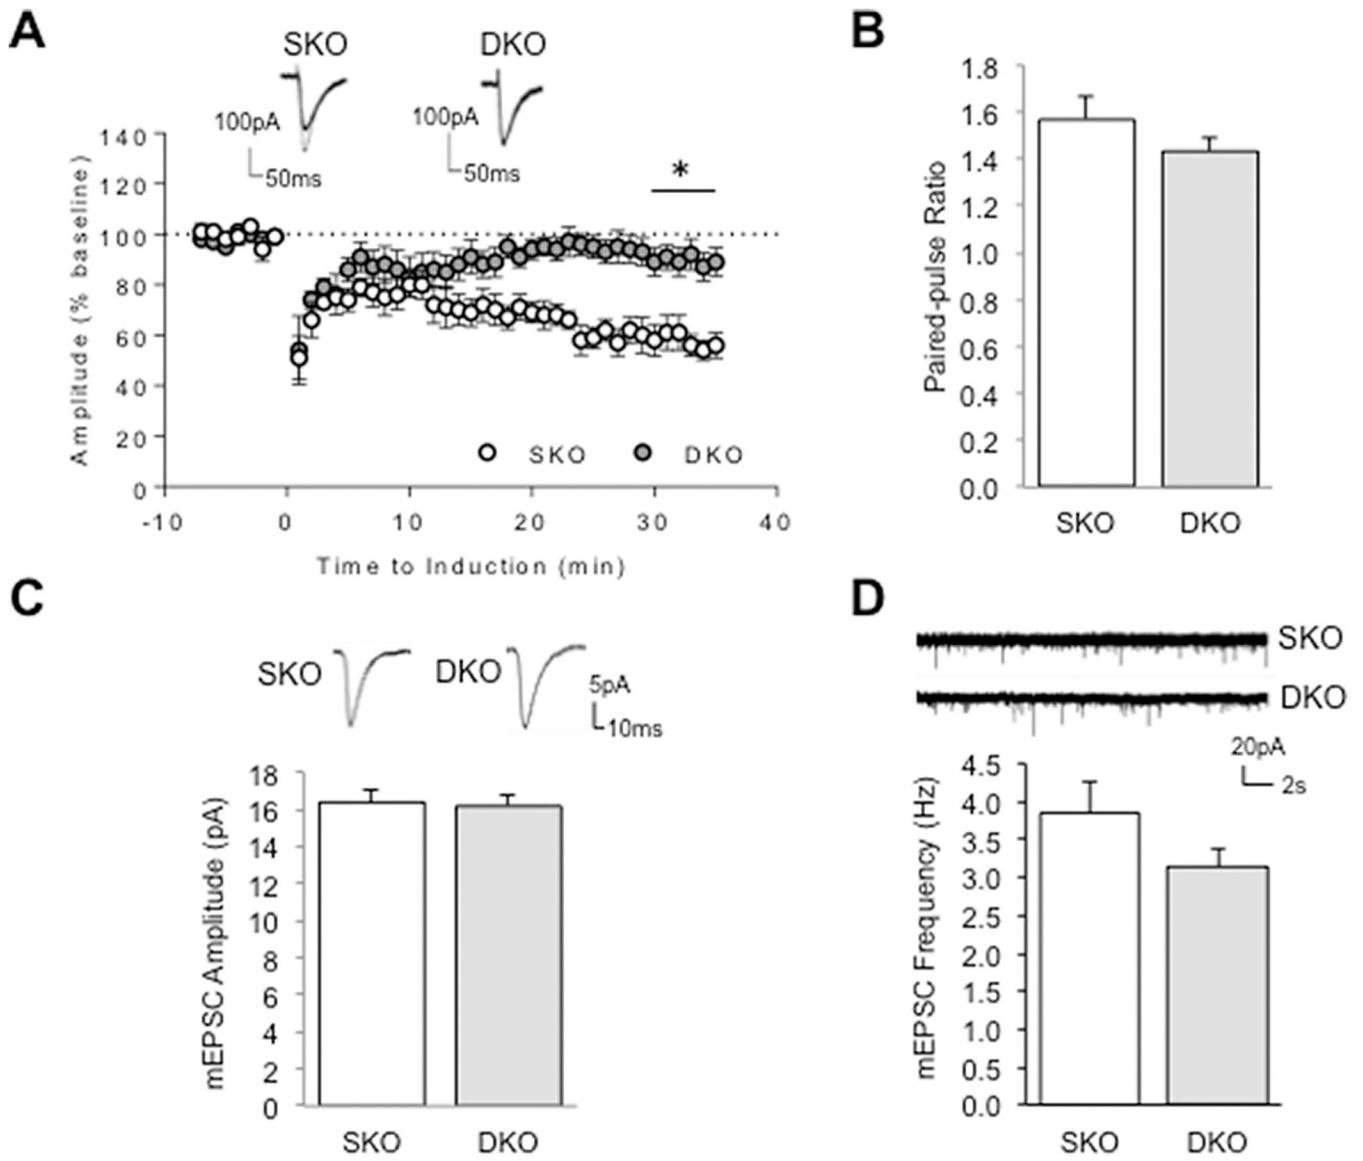 A
SKO
DKO
100pA
50ms
100pA
50ms
Amplitude (% baseline)
140
120
100
80
60
40
20
0
*
SKO
DKO
-10
0
10
20
30
40
Time to Induction (min)
B
Paired-pulse Ratio
1.8
1.6
1.4
1.2
1.0
0.8
0.6
0.4
0.2
0.0
SKO
DKO
C
SKO
DKO
5pA
10ms
mEPSC Amplitude (pA)
18
16
14
12
10
8
6
4
2
0
SKO
DKO
D
SKO
DKO
20pA
2s
mEPSC Frequency (Hz)
4.5
4.0
3.5
3.0
2.5
2.0
1.5
1.0
0.5
0.0
SKO
DKO